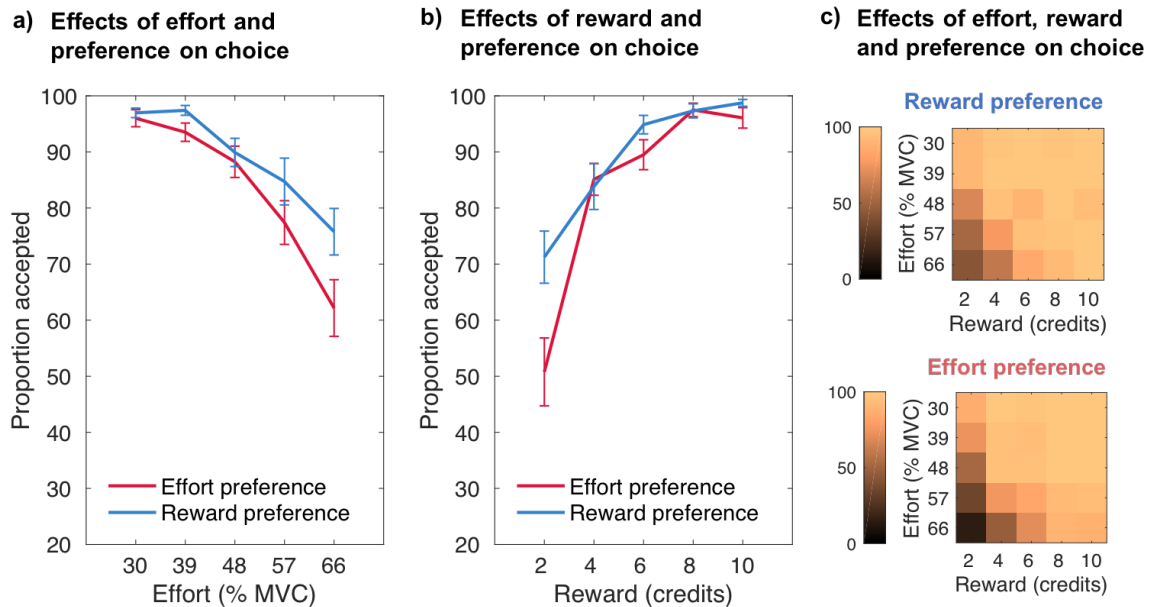 a) Effects of effort and
preference on choice
100
90
80
70
60
50
40
30
20
Proportion accepted
Effort preference
Reward preference
30 39 48 57 66
Effort (% MVC)
b) Effects of reward and
preference on choice
100
90
80
70
60
50
40
30
20
Proportion accepted
Effort preference
Reward preference
2 4 6 8 10
Reward (credits)
c) Effects of effort, reward
and preference on choice
Reward preference
100
50
0
Effort (% MVC)
30
39
48
57
66
2 4 6 8 10
Reward (credits)
Effort preference
100
50
0
Effort (% MVC)
30
39
48
57
66
2 4 6 8 10
Reward (credits)